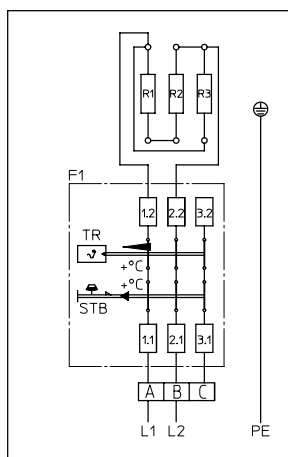 R1 R2 R3
F1
1.2 2.2 3.2
TR
ϑ
+°C
+°C
STB
1.1 2.1 3.1
A B C
L1 L2 PE